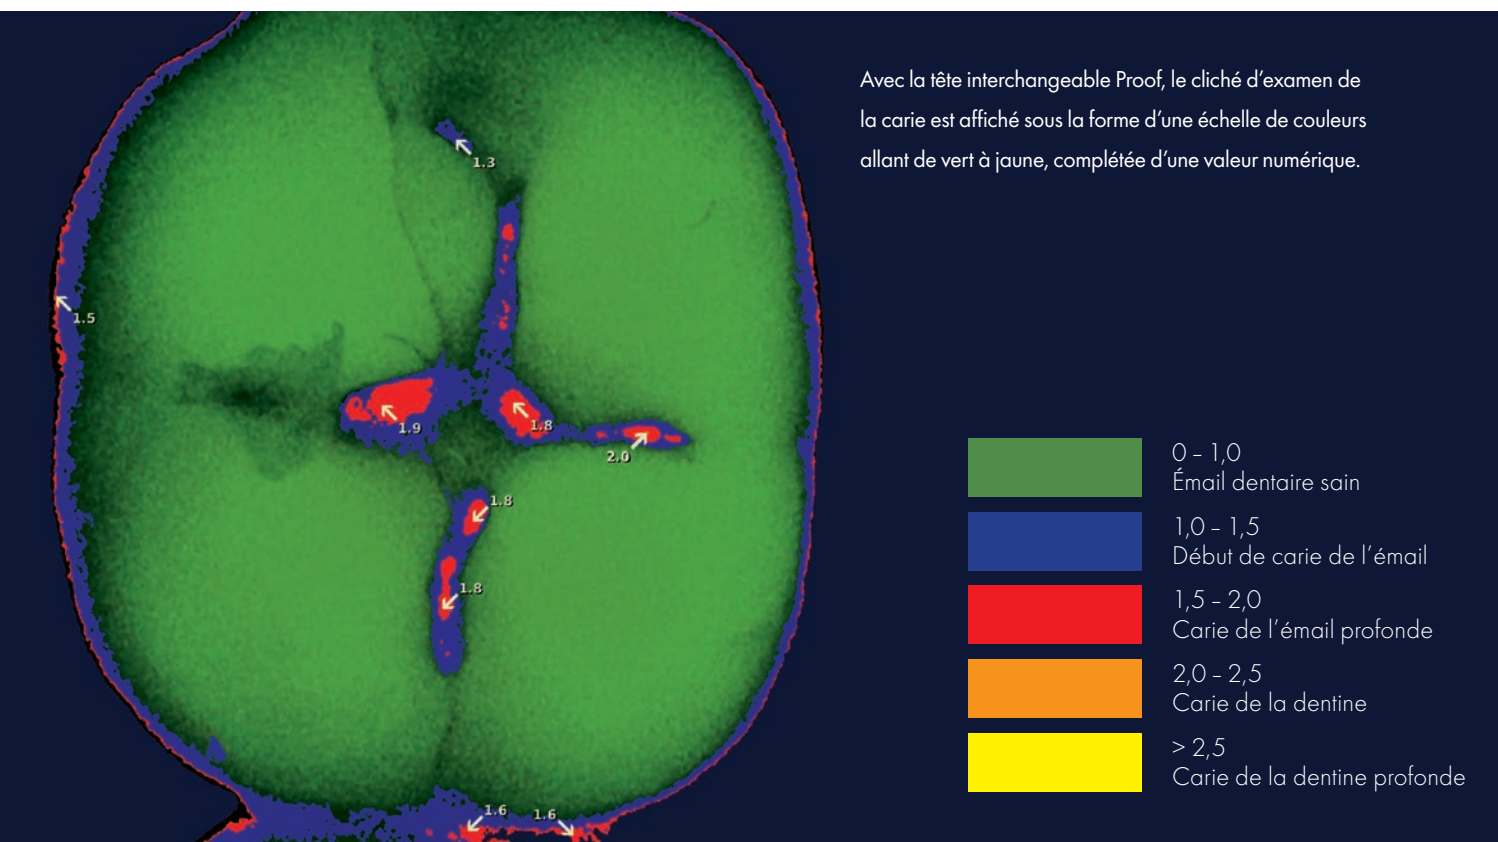 Avec la tête interchangeable Proof, le cliché d’examen de
la carie est affiché sous la forme d’une échelle de couleurs
allant de vert à jaune, complétée d’une valeur numérique.
1.3
1.5
1.9
1.8
2.0
1.8
1.8
1.6
1.6
0 – 1,0
Émail dentaire sain
1,0 – 1,5
Début de carie de l’émail
1,5 – 2,0
Carie de l’émail profonde
2,0 – 2,5
Carie de la dentine
> 2,5
Carie de la dentine profonde